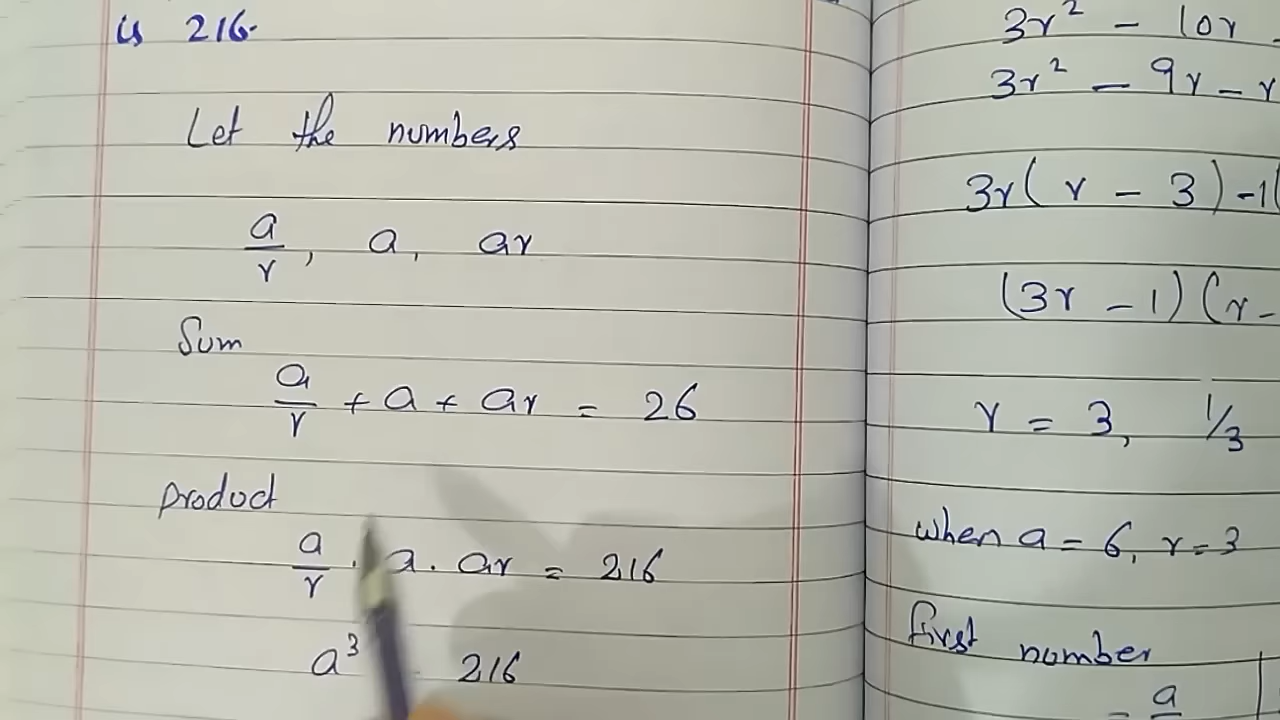 is 216.
Let the numbers
a/r, a, ar
Sum
a/r + a + ar = 26
product
a/r · a · ar = 216
a³ 216
3r² - 10r
3r² - 9r - r
3r(r - 3) - 1(
(3r - 1)(r -
r = 3, 1/3
when a = 6, r = 3
first number
= a